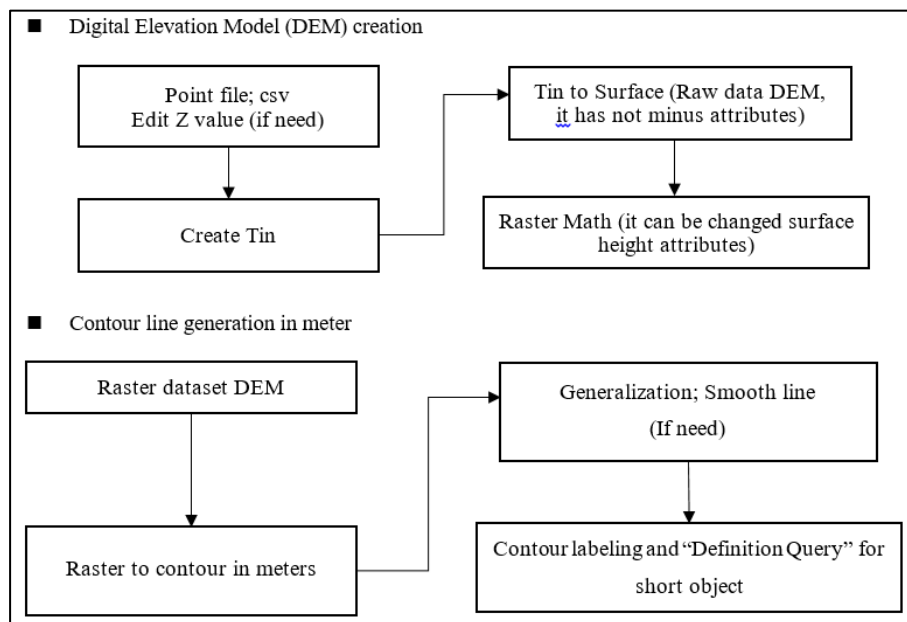 ■ Digital Elevation Model (DEM) creation
Point file; csv
Edit Z value (if need)
Create Tin
Tin to Surface (Raw data DEM,
it has not minus attributes)
Raster Math (it can be changed surface
height attributes)
■ Contour line generation in meter
Raster dataset DEM
Raster to contour in meters
Generalization; Smooth line
(If need)
Contour labeling and “Definition Query” for
short object